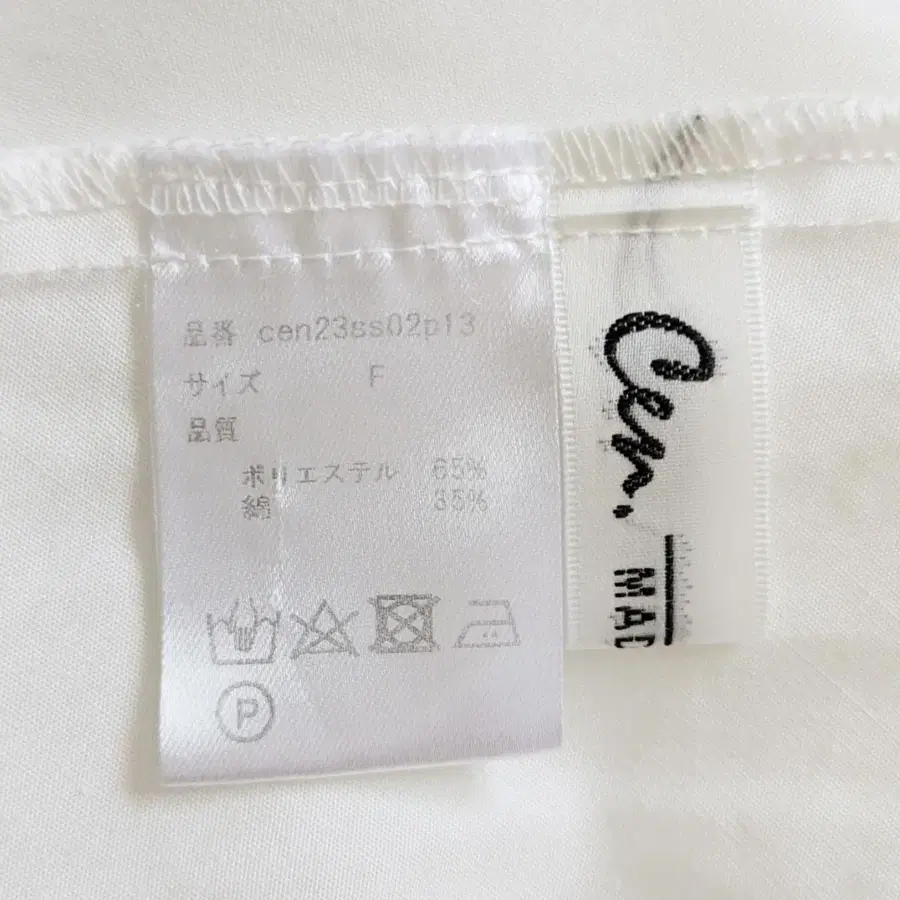 品番 cen23ss02p13
サイズ F
品質
ポリエステル 65%
綿 35%
P
Cen.
MAD